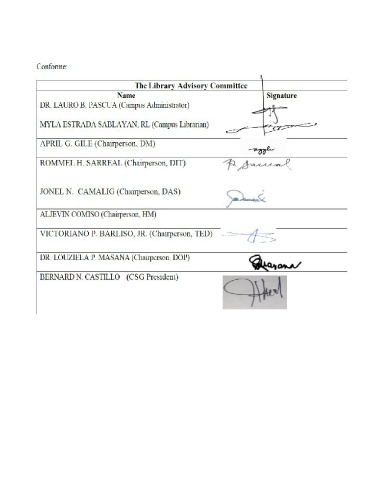 Conforme:
The Library Advisory Committee
Name Signature
DR. LAURO B. PASCUA (Campus Administrator)
MYLA ESTRADA SABLAYAN, RL (Campus Librarian)
APRIL G. GILE (Chairperson, DM)
ROMMEL H. SARREAL (Chairperson, DIT)
R Sarreal
JONEL N. CAMALIG (Chairperson, DAS)
ALJEVIN COMISO (Chairperson, HM)
VICTORIANO P. BARLISO, JR. (Chairperson, TED)
DR. LOUZIELA P. MASANA (Chairperson, DOP)
BERNARD N. CASTILLO (CSG President)